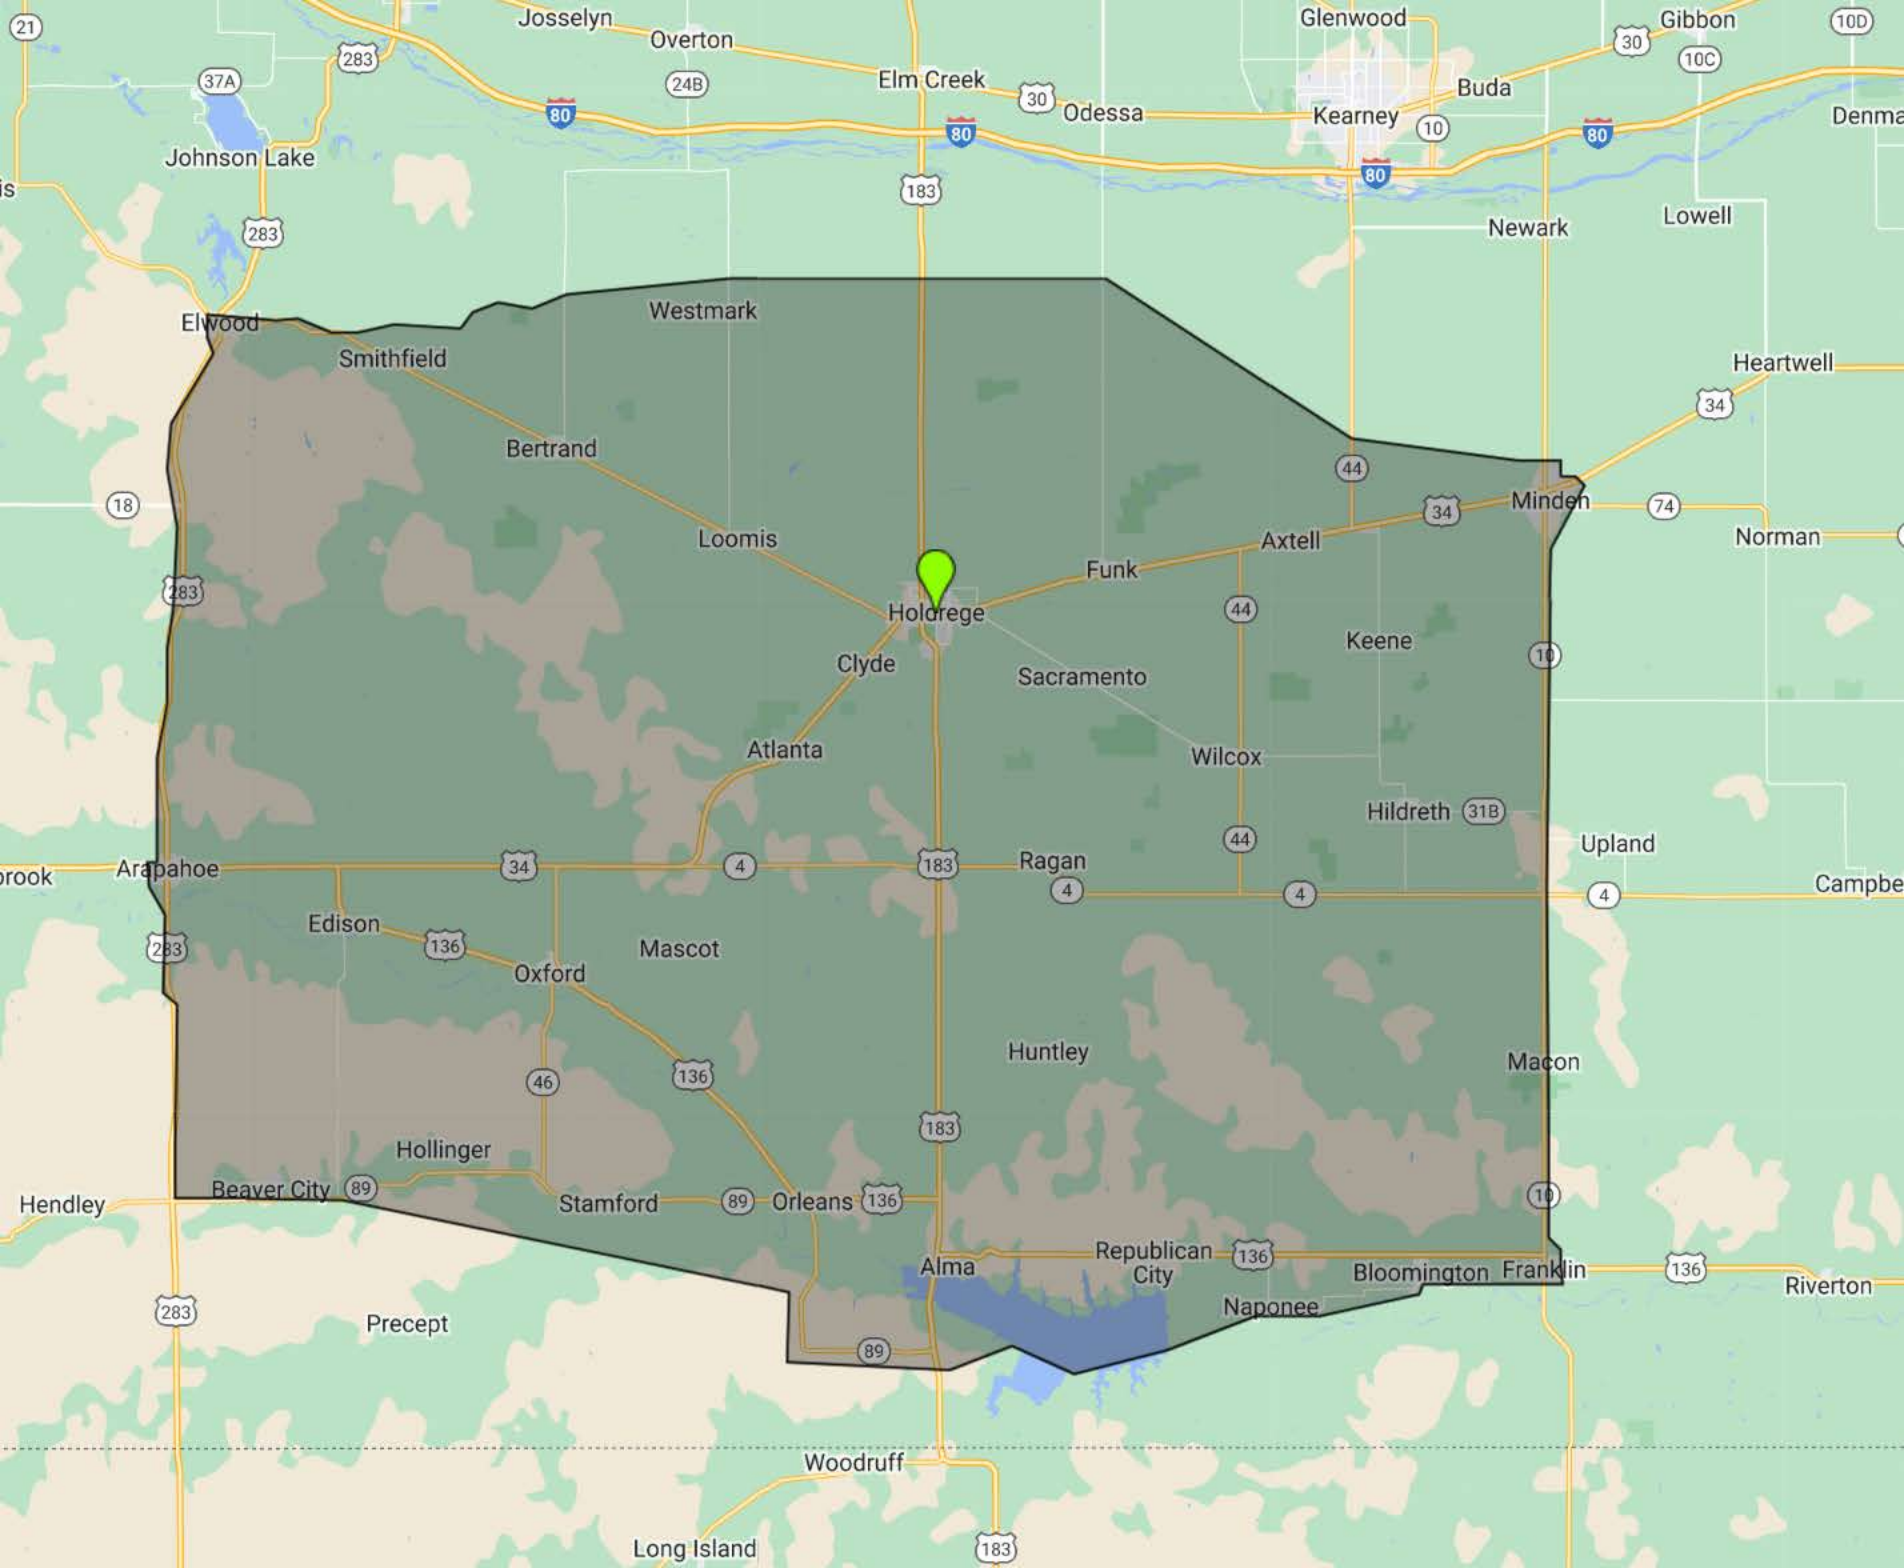 21
Josselyn
Glenwood
Gibbon
10D
Overton
30
283
10C
37A
24B
Elm Creek
30
Buda
80
Odessa
Kearney
10
80
80
Denma
Johnson Lake
80
is
183
Lowell
283
Newark
Westmark
Elwood
Smithfield
Heartwell
34
Bertrand
44
18
34
Minden
74
Loomis
Axtell
Norman
Funk
283
Holdrege
44
Keene
10
Clyde
Sacramento
Atlanta
Wilcox
Hildreth 31B
44
Upland
Arapahoe
34
4
183
Ragan
brook
4
4
4
Campbe
Edison
136
283
Mascot
Oxford
Huntley
Macon
46
136
183
Hollinger
Beaver City 89
10
Hendley
Stamford
89
Orleans 136
Republican
City
136
Alma
Bloomington
Franklin
136
Riverton
283
Naponee
Precept
89
Woodruff
Long Island
183